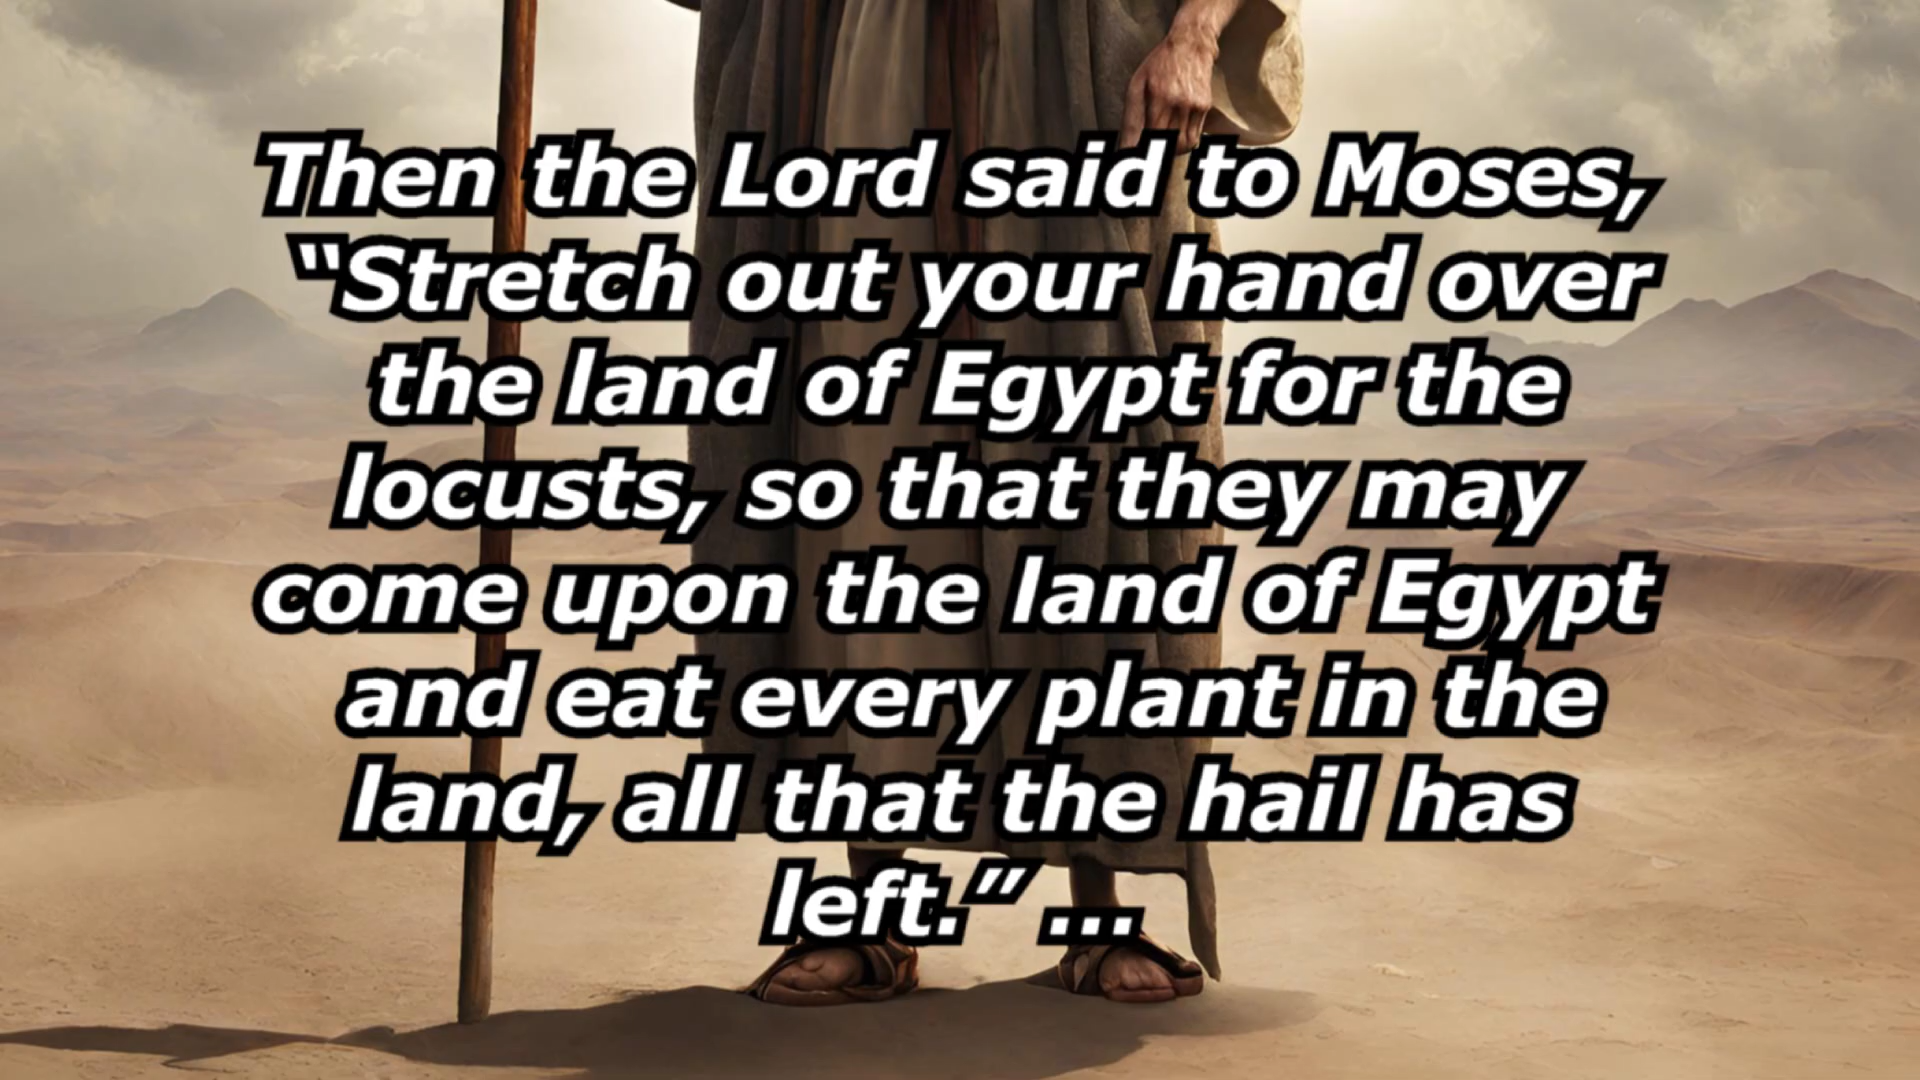 Then the Lord said to Moses,
“Stretch out your hand over
the land of Egypt for the
locusts, so that they may
come upon the land of Egypt
and eat every plant in the
land, all that the hail has
left.” ...